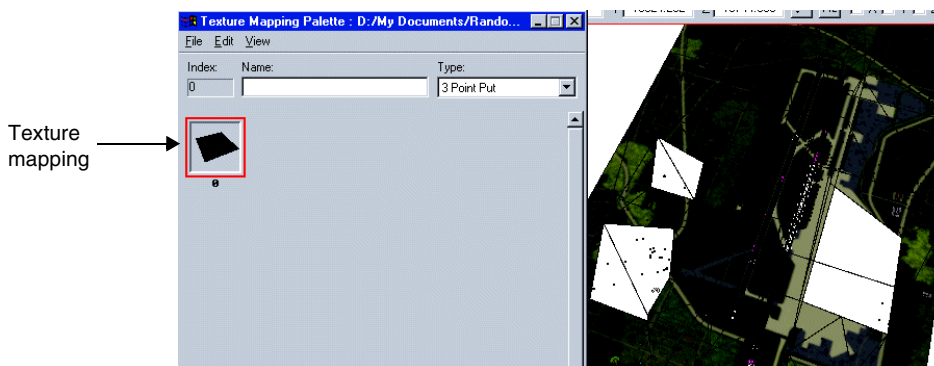 Texture Mapping Palette : D:/My Documents/Rando...
File Edit View
Index: Name: Type:
0 3 Point Put
Texture
mapping
0